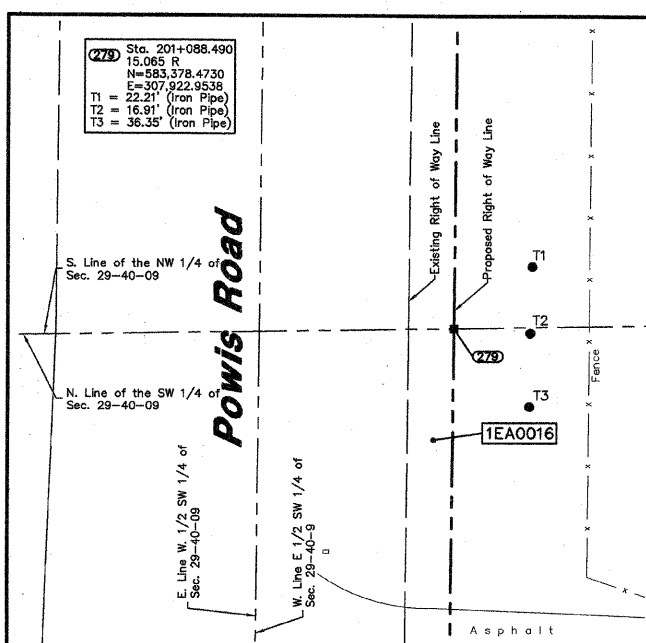 279 Sta. 201+088.490
15.065 R
N=583,378.4730
E=307,922.9538
T1 = 22.21' (Iron Pipe)
T2 = 16.91' (Iron Pipe)
T3 = 36.35' (Iron Pipe)
Existing Right of Way Line
Proposed Right of Way Line
Powis Road
S. Line of the NW 1/4 of
Sec. 29-40-09
T1
T2
279
Fence
N. Line of the SW 1/4 of
Sec. 29-40-09
T3
1EA0016
E. Line W. 1/2 SW 1/4 of
Sec. 29-40-09
W. Line E 1/2 SW 1/4 of
Sec. 29-40-9
Asphalt